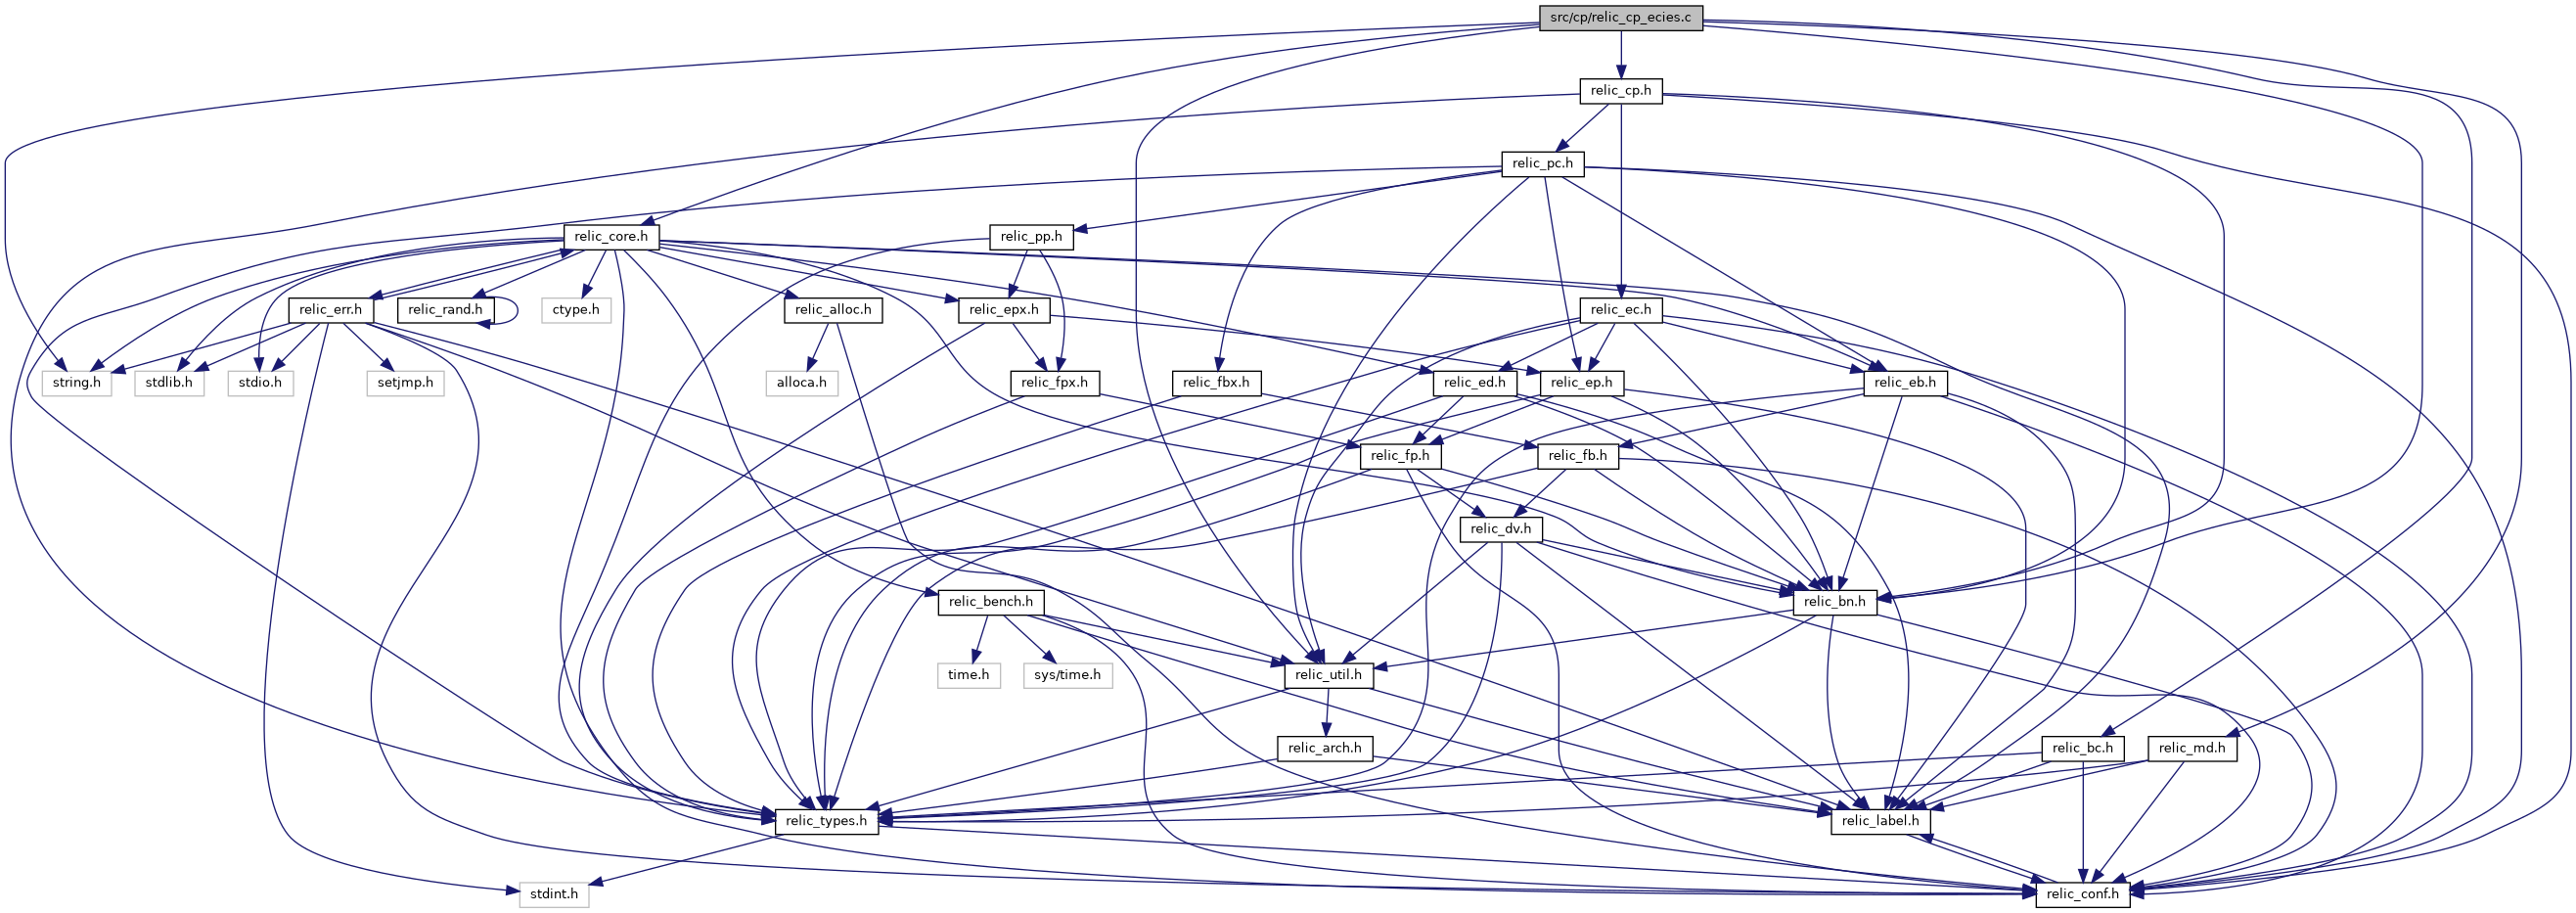 src/cp/relic_cp_ecies.c
relic_cp.h
relic_pc.h
relic_core.h
relic_pp.h
relic_err.h
relic_rand.h
ctype.h
relic_alloc.h
relic_epx.h
relic_ec.h
string.h
stdlib.h
stdio.h
setjmp.h
alloca.h
relic_fpx.h
relic_fbx.h
relic_ed.h
relic_ep.h
relic_eb.h
relic_fp.h
relic_fb.h
relic_dv.h
relic_bench.h
relic_bn.h
time.h
sys/time.h
relic_util.h
relic_arch.h
relic_bc.h
relic_md.h
relic_types.h
relic_label.h
stdint.h
relic_conf.h